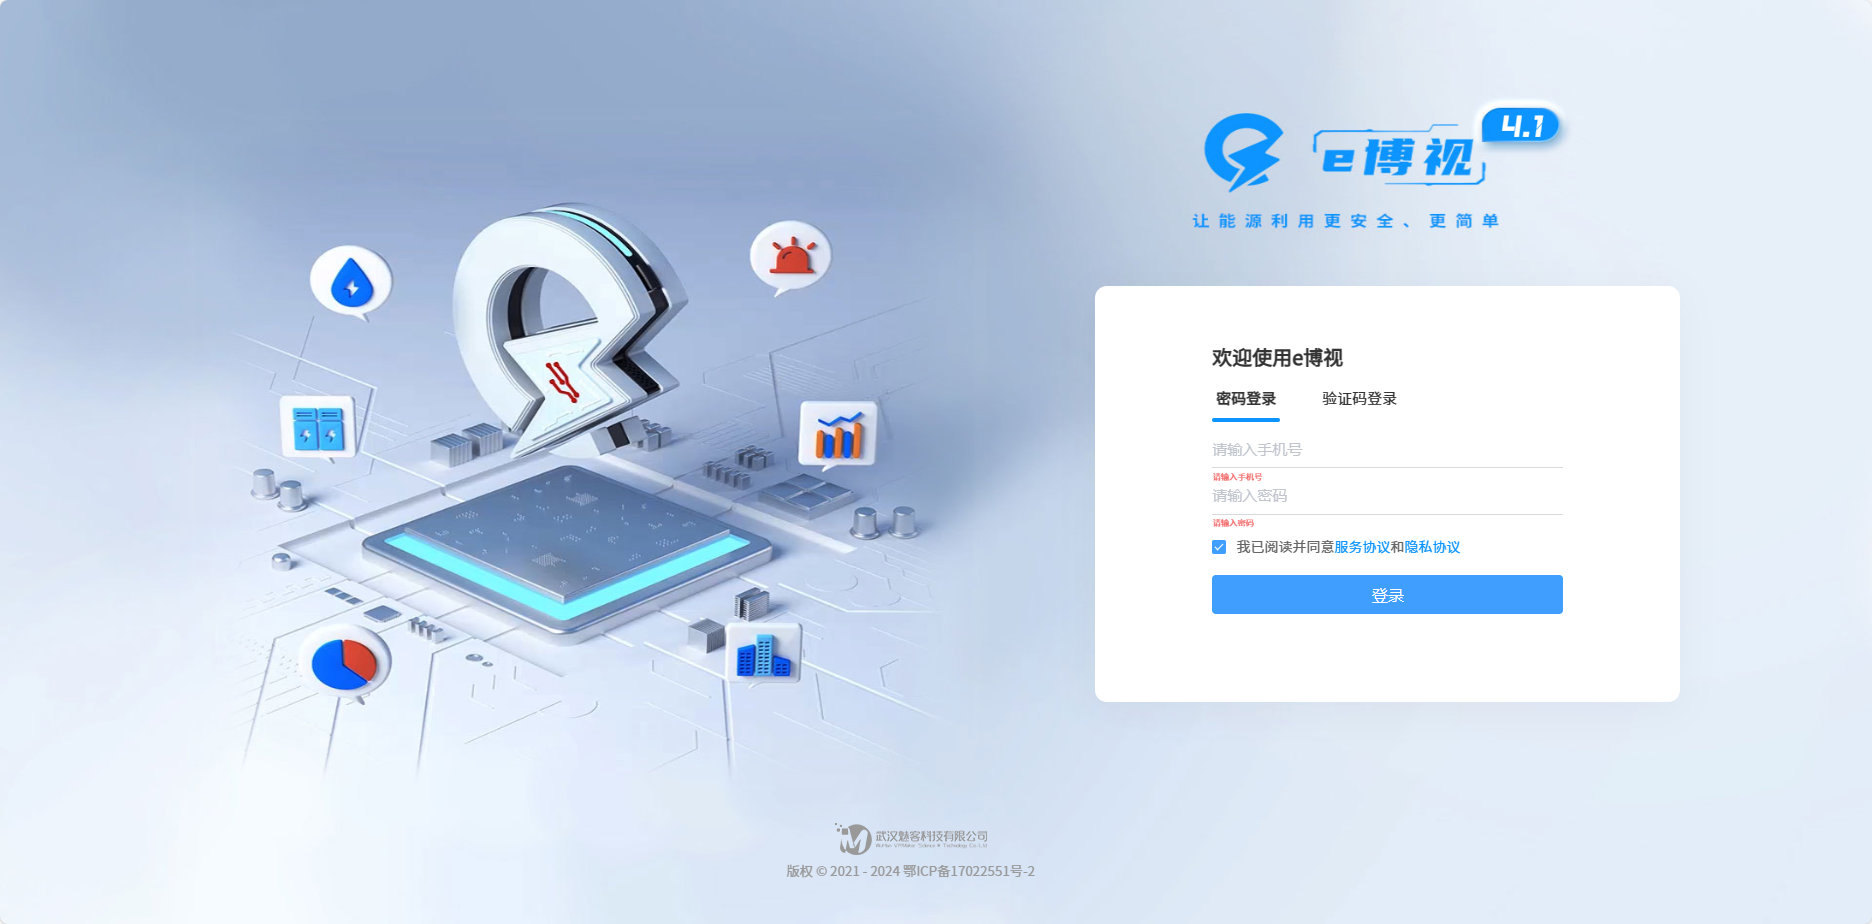 e博视
4.1
让能源利用更安全、更简单
欢迎使用e博视
密码登录 验证码登录
请输入手机号
请输入手机号
请输入密码
请输入密码
我已阅读并同意服务协议和隐私协议
登录
武汉魅客科技有限公司
版权 © 2021 - 2024 鄂ICP备17022551号-2